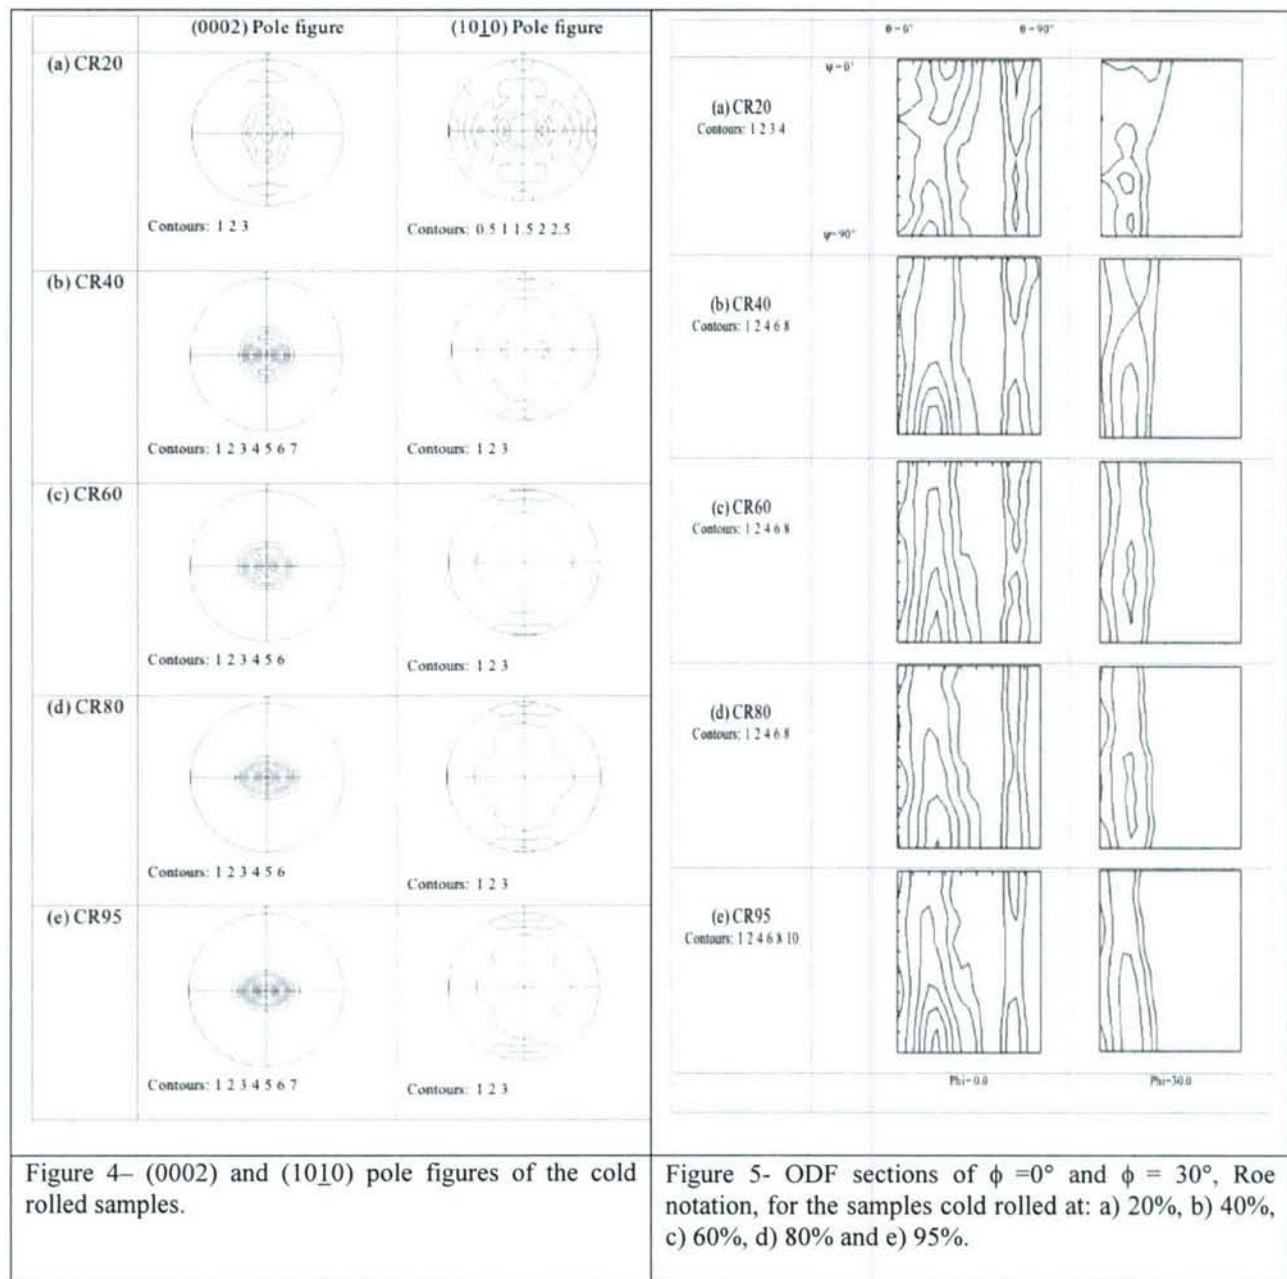 (0002) Pole figure
(10<u>1</u>0) Pole figure
(a) CR20
Contours: 1 2 3
Contours: 0.5 1 1.5 2 2.5
(b) CR40
Contours: 1 2 3 4 5 6 7
Contours: 1 2 3
(c) CR60
Contours: 1 2 3 4 5 6
Contours: 1 2 3
(d) CR80
Contours: 1 2 3 4 5 6
Contours: 1 2 3
(e) CR95
Contours: 1 2 3 4 5 6 7
Contours: 1 2 3
Figure 4– (0002) and (10<u>1</u>0) pole figures of the cold
rolled samples.
θ=0°
θ=90°
ψ=0°
(a) CR20
Contours: 1 2 3 4
ψ=90°
(b) CR40
Contours: 1 2 4 6 8
(c) CR60
Contours: 1 2 4 6 8
(d) CR80
Contours: 1 2 4 6 8
(e) CR95
Contours: 1 2 4 6 8 10
Phi=0.0
Phi=30.0
Figure 5- ODF sections of ϕ =0° and ϕ = 30°, Roe
notation, for the samples cold rolled at: a) 20%, b) 40%,
c) 60%, d) 80% and e) 95%.